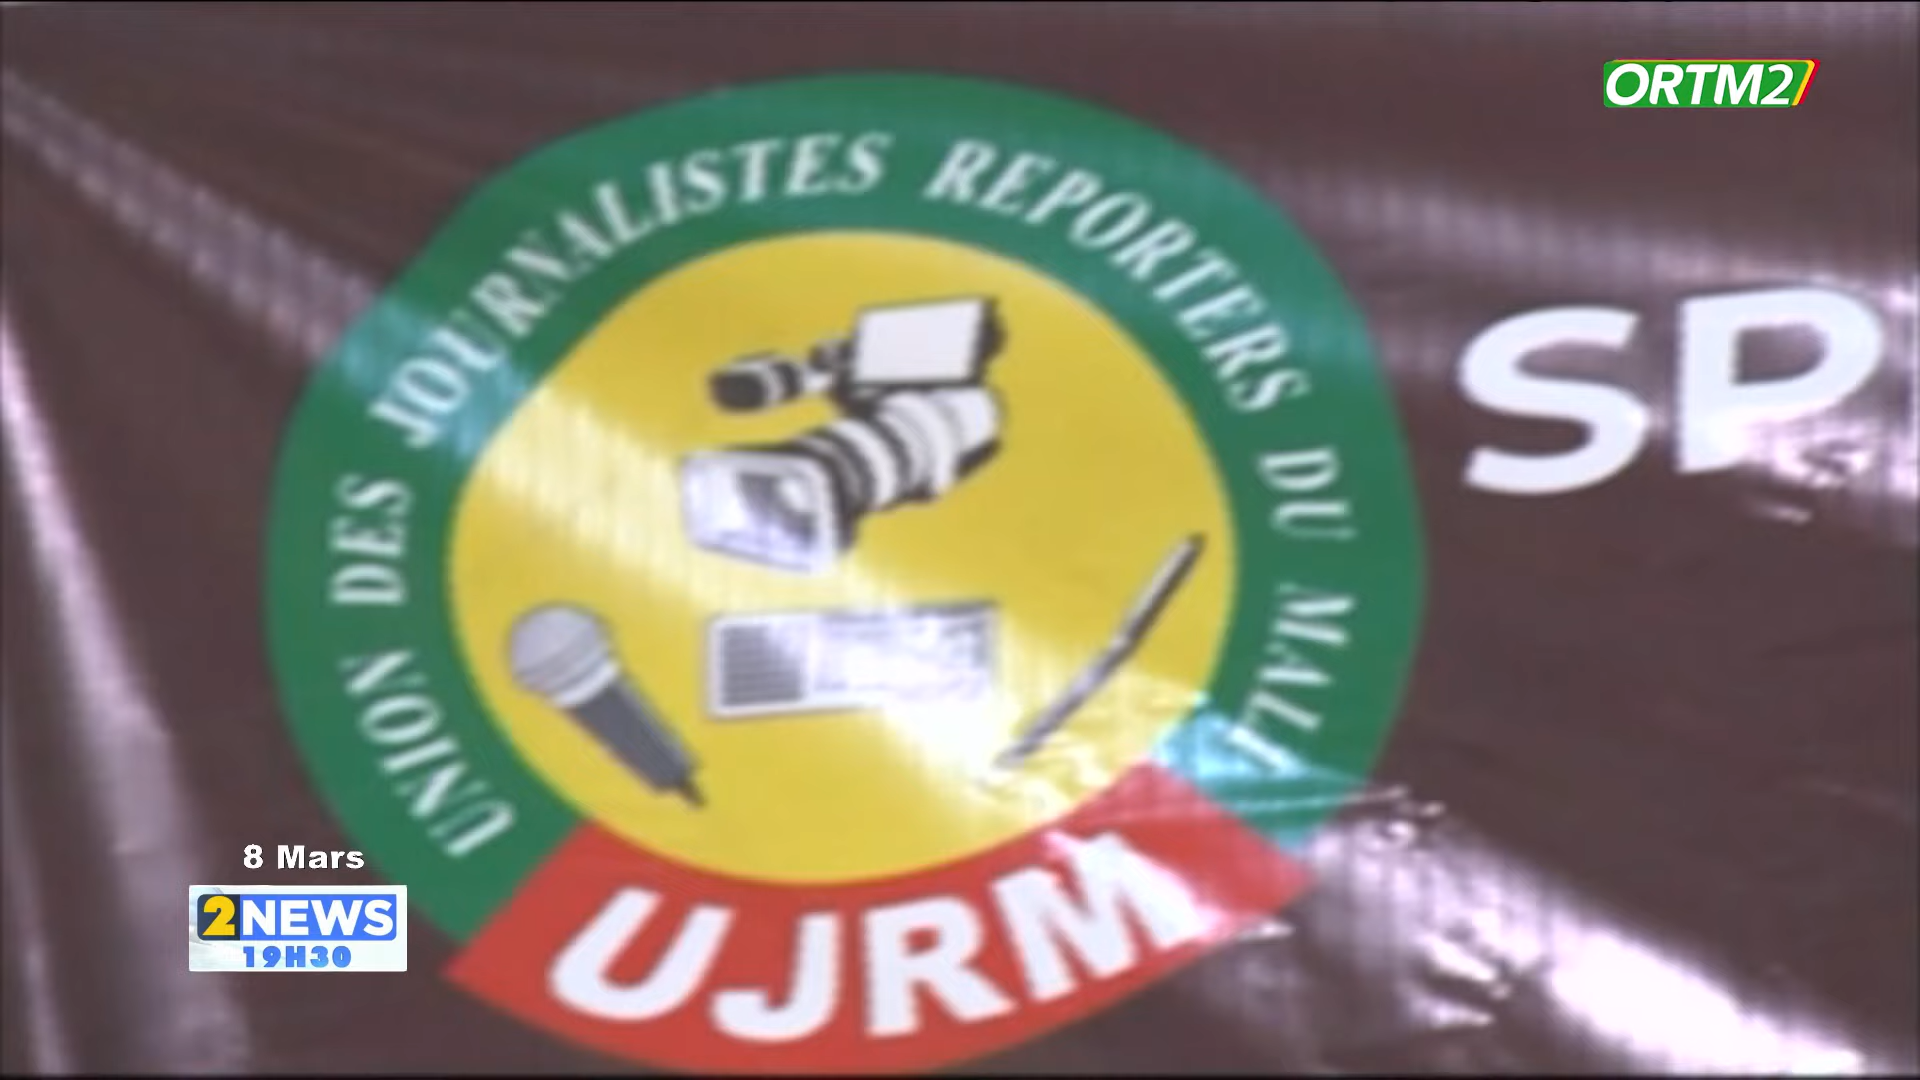 ORTM2
UNION DES JOURNALISTES REPORTERS DU MALI
SP
UJRM
8 Mars
2NEWS
19H30